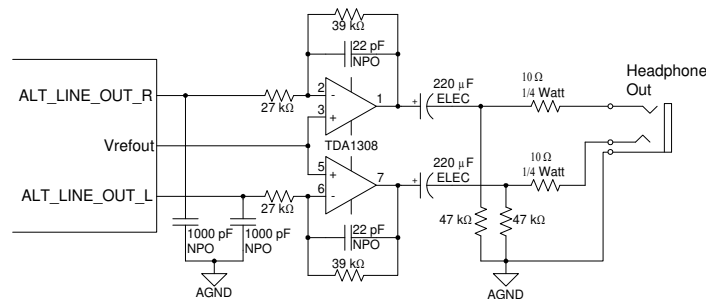 39 kΩ
22 pF
NPO
ALT_LINE_OUT_R
27 kΩ
2
-
3
+
1
TDA1308
+
220 µF
ELEC
10 Ω
1/4 Watt
Headphone
Out
Vrefout
5
+
6
-
7
+
220 µF
ELEC
10 Ω
1/4 Watt
ALT_LINE_OUT_L
27 kΩ
1000 pF
NPO
1000 pF
NPO
22 pF
NPO
39 kΩ
47 kΩ
47 kΩ
AGND
AGND